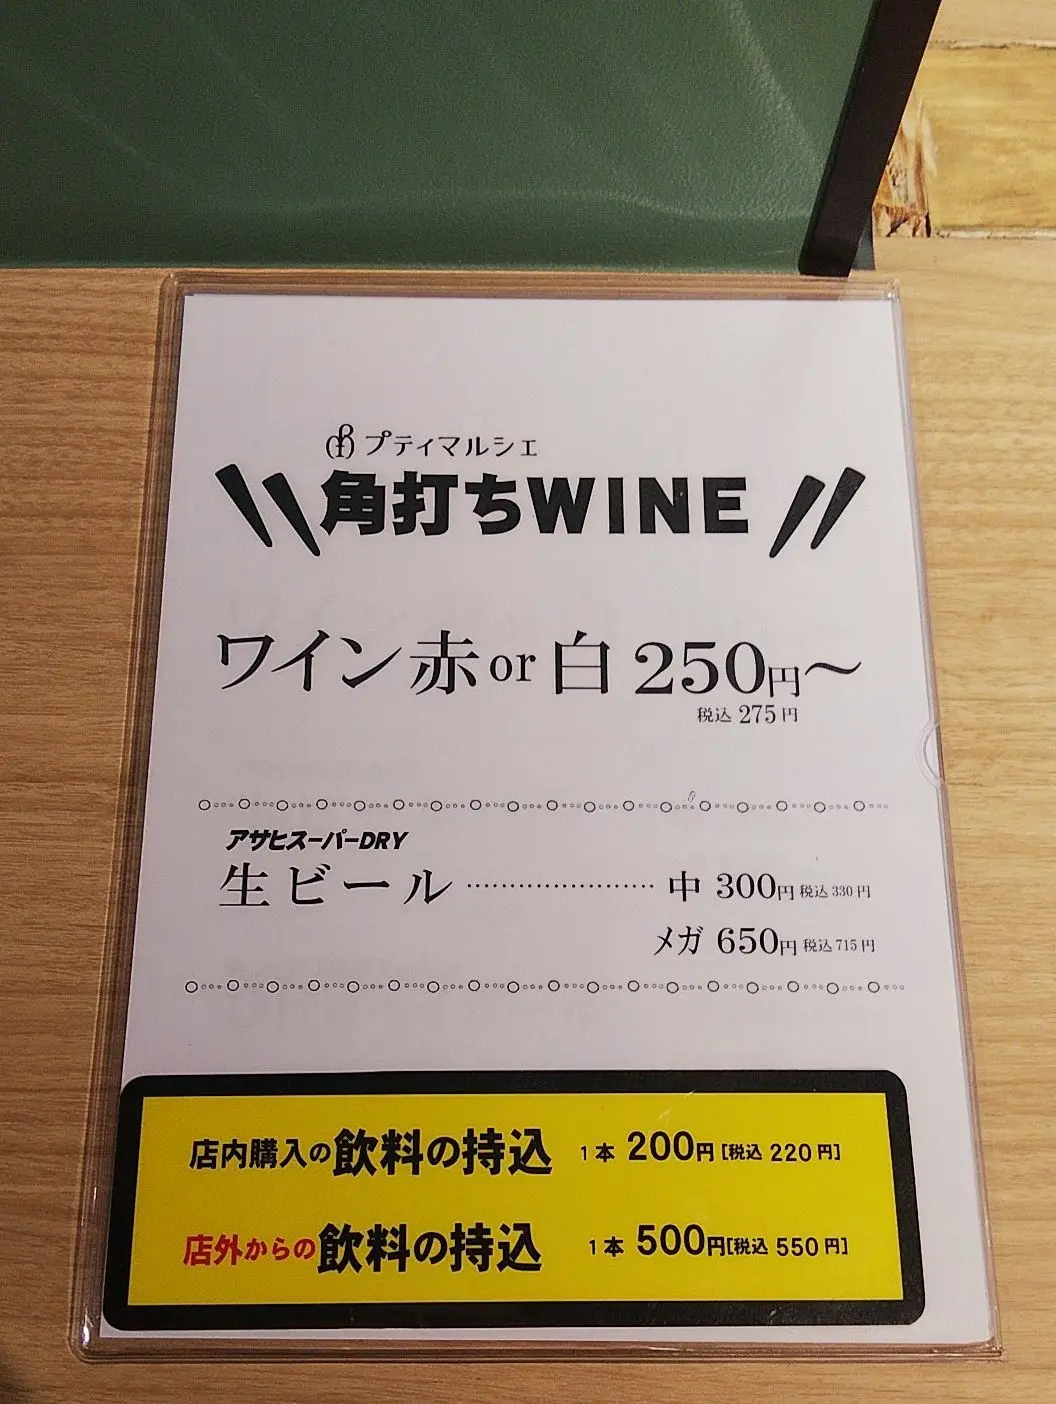 プティマルシェ
角打ちWINE
ワイン 赤 or 白 250円〜
税込 275円
アサヒスーパーDRY
生ビール …………………… 中 300円 税込 330円
メガ 650円 税込 715円
店内購入の飲料の持込 1本 200円 [税込 220円]
店外からの飲料の持込 1本 500円 [税込 550円]